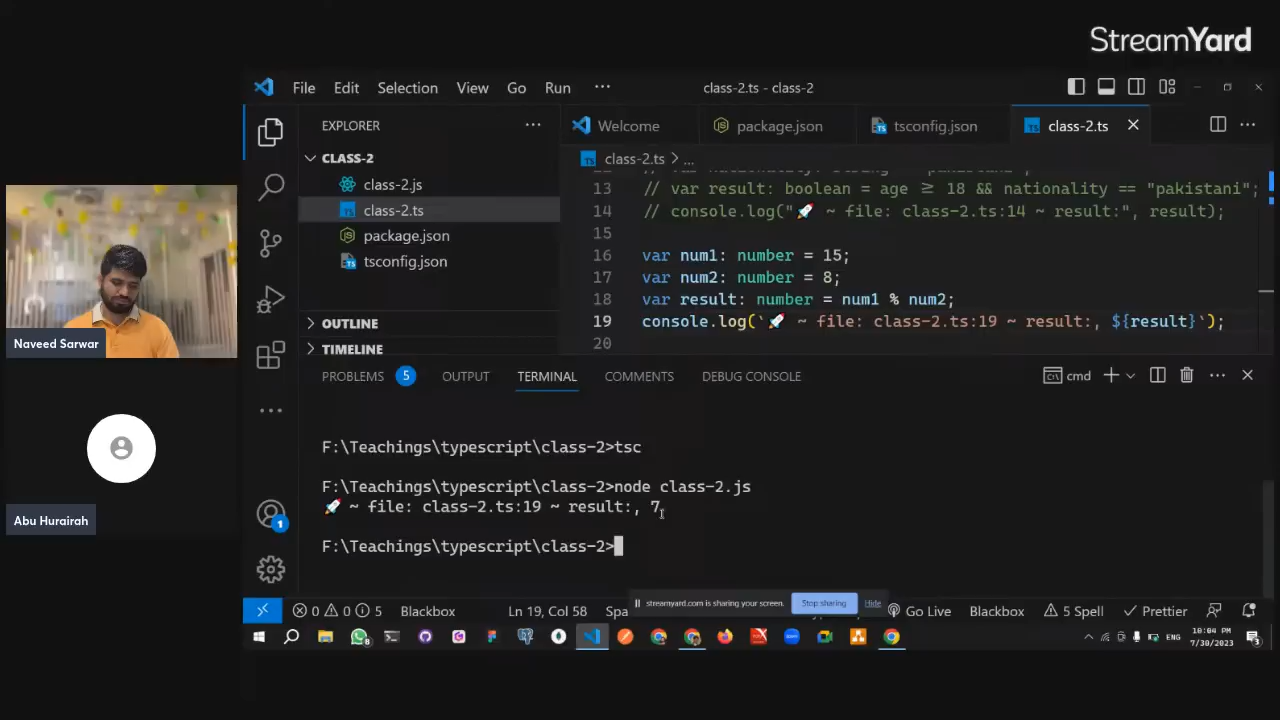 StreamYard
File Edit Selection View Go Run ··· class-2.ts - class-2
EXPLORER ···
Welcome package.json tsconfig.json class-2.ts
CLASS-2
class-2.ts > ...
class-2.js
class-2.ts
package.json
tsconfig.json
OUTLINE
TIMELINE
13 // var result: boolean = age ≥ 18 && nationality == "pakistani";
14 // console.log("🚀 ~ file: class-2.ts:14 ~ result:", result);
15
16 var num1: number = 15;
17 var num2: number = 8;
18 var result: number = num1 % num2;
19 console.log(`🚀 ~ file: class-2.ts:19 ~ result:, ${result}`);
20
PROBLEMS 5 OUTPUT TERMINAL COMMENTS DEBUG CONSOLE cmd
F:\Teachings\typescript\class-2>tsc
F:\Teachings\typescript\class-2>node class-2.js
🚀 ~ file: class-2.ts:19 ~ result:, 7
F:\Teachings\typescript\class-2>
Naveed Sarwar
Abu Hurairah
1
streamyard.com is sharing your screen. Stop sharing Hide
0 0 5 Blackbox Ln 19, Col 58 Spa Go Live Blackbox 5 Spell Prettier
8
ENG 10:04 PM
7/30/2023 3